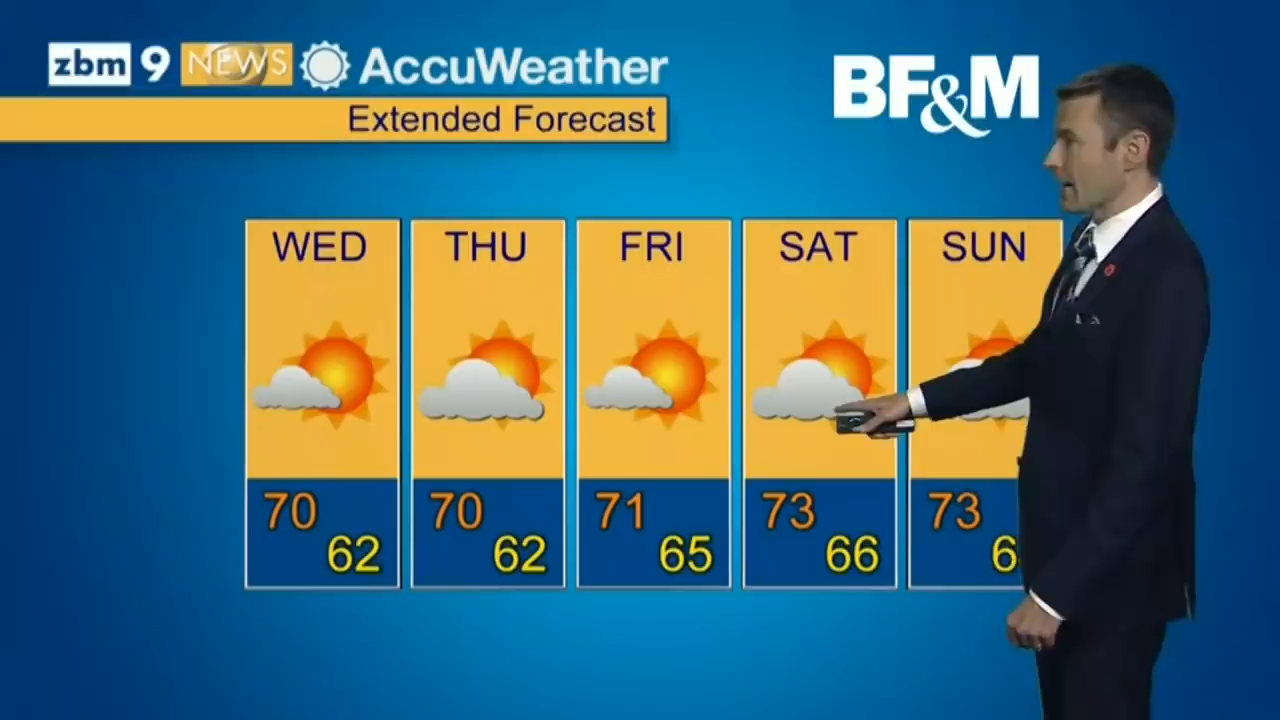 zbm 9 NEWS AccuWeather
Extended Forecast
BF&M
WED THU FRI SAT SUN
70 70 71 73 73
62 62 65 66